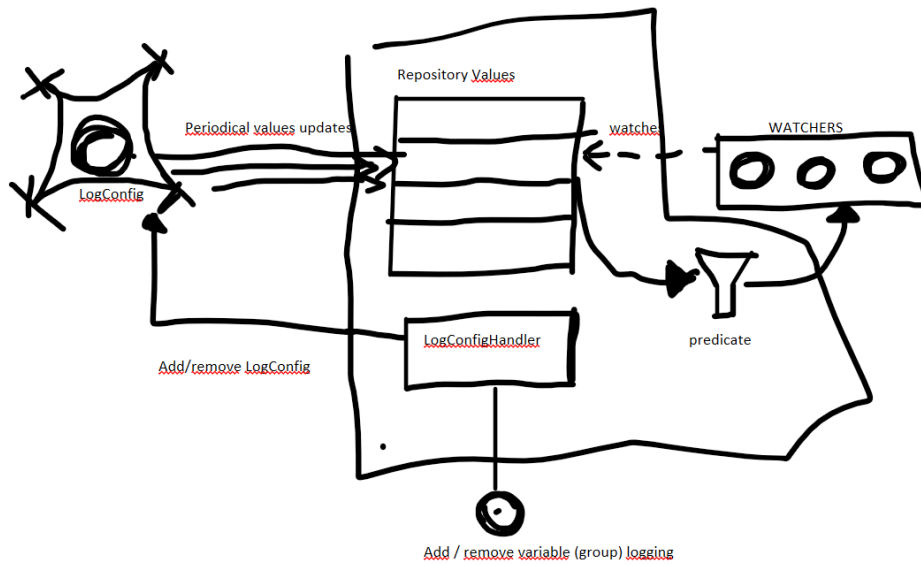 Repository Values
Periodical values updates
watches
WATCHERS
LogConfig
LogConfigHandler
predicate
Add/remove LogConfig
Add / remove variable (group) logging